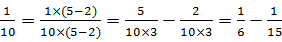 1/10 = 1×(5−2)/10×(5−2) = 5/10×3 − 2/10×3 = 1/6 − 1/15